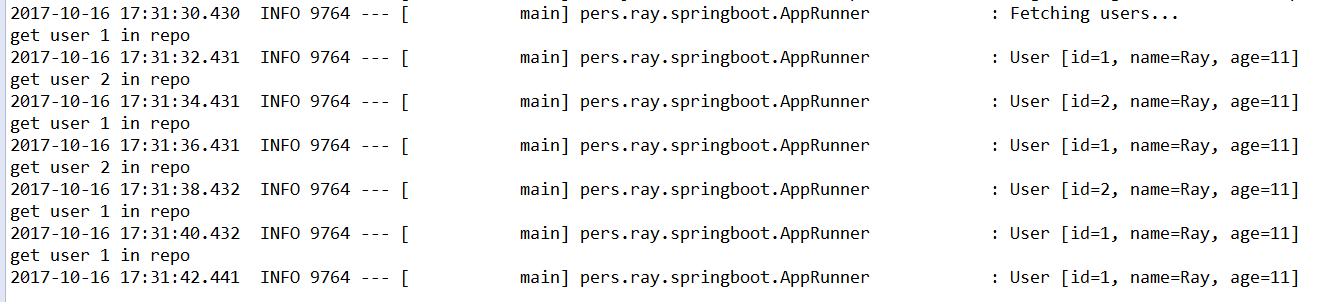 2017-10-16 17:31:30.430  INFO 9764 --- [           main] pers.ray.springboot.AppRunner            : Fetching users...
get user 1 in repo
2017-10-16 17:31:32.431  INFO 9764 --- [           main] pers.ray.springboot.AppRunner            : User [id=1, name=Ray, age=11]
get user 2 in repo
2017-10-16 17:31:34.431  INFO 9764 --- [           main] pers.ray.springboot.AppRunner            : User [id=2, name=Ray, age=11]
get user 1 in repo
2017-10-16 17:31:36.431  INFO 9764 --- [           main] pers.ray.springboot.AppRunner            : User [id=1, name=Ray, age=11]
get user 2 in repo
2017-10-16 17:31:38.432  INFO 9764 --- [           main] pers.ray.springboot.AppRunner            : User [id=2, name=Ray, age=11]
get user 1 in repo
2017-10-16 17:31:40.432  INFO 9764 --- [           main] pers.ray.springboot.AppRunner            : User [id=1, name=Ray, age=11]
get user 1 in repo
2017-10-16 17:31:42.441  INFO 9764 --- [           main] pers.ray.springboot.AppRunner            : User [id=1, name=Ray, age=11]